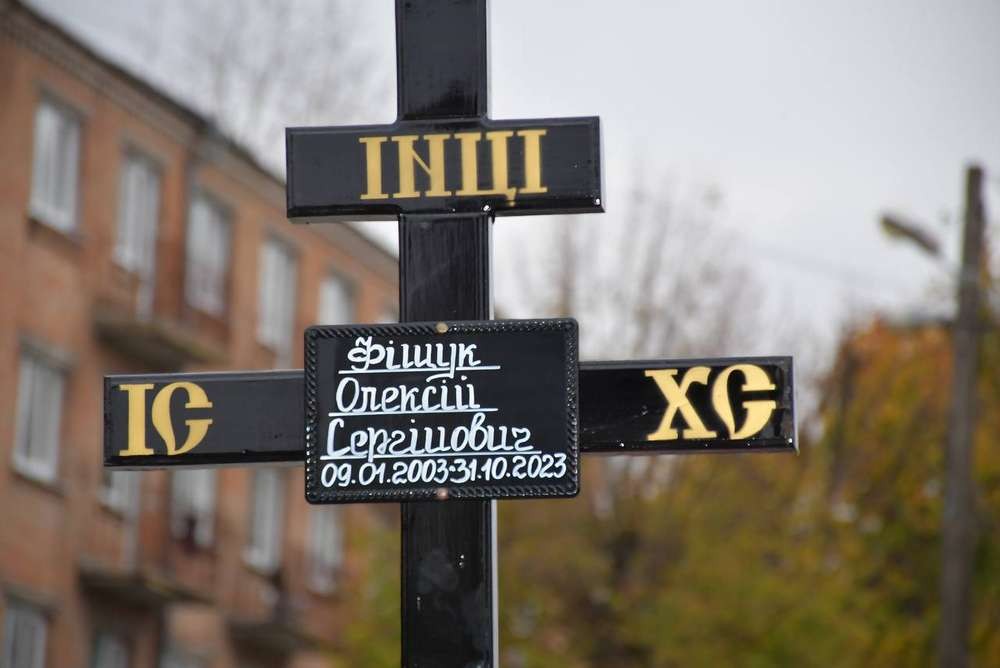 ІНЦІ
ІС
ХС
Фіщук
Олексій
Сергійович
09.01.2003-31.10.2023